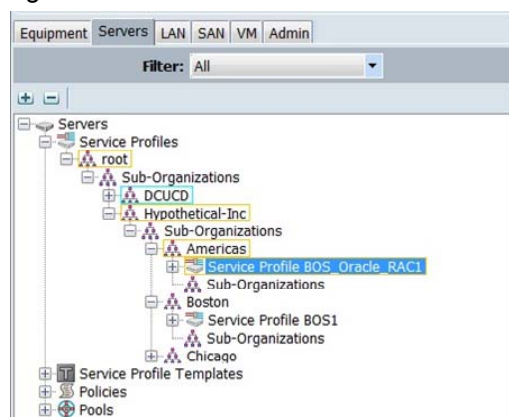 Equipment Servers LAN SAN VM Admin
Filter: All
Servers
Service Profiles
root
Sub-Organizations
DCUCD
Hypothetical-Inc
Sub-Organizations
Americas
Service Profile BOS_Oracle_RAC1
Sub-Organizations
Boston
Service Profile BOS1
Sub-Organizations
Chicago
Service Profile Templates
Policies
Pools